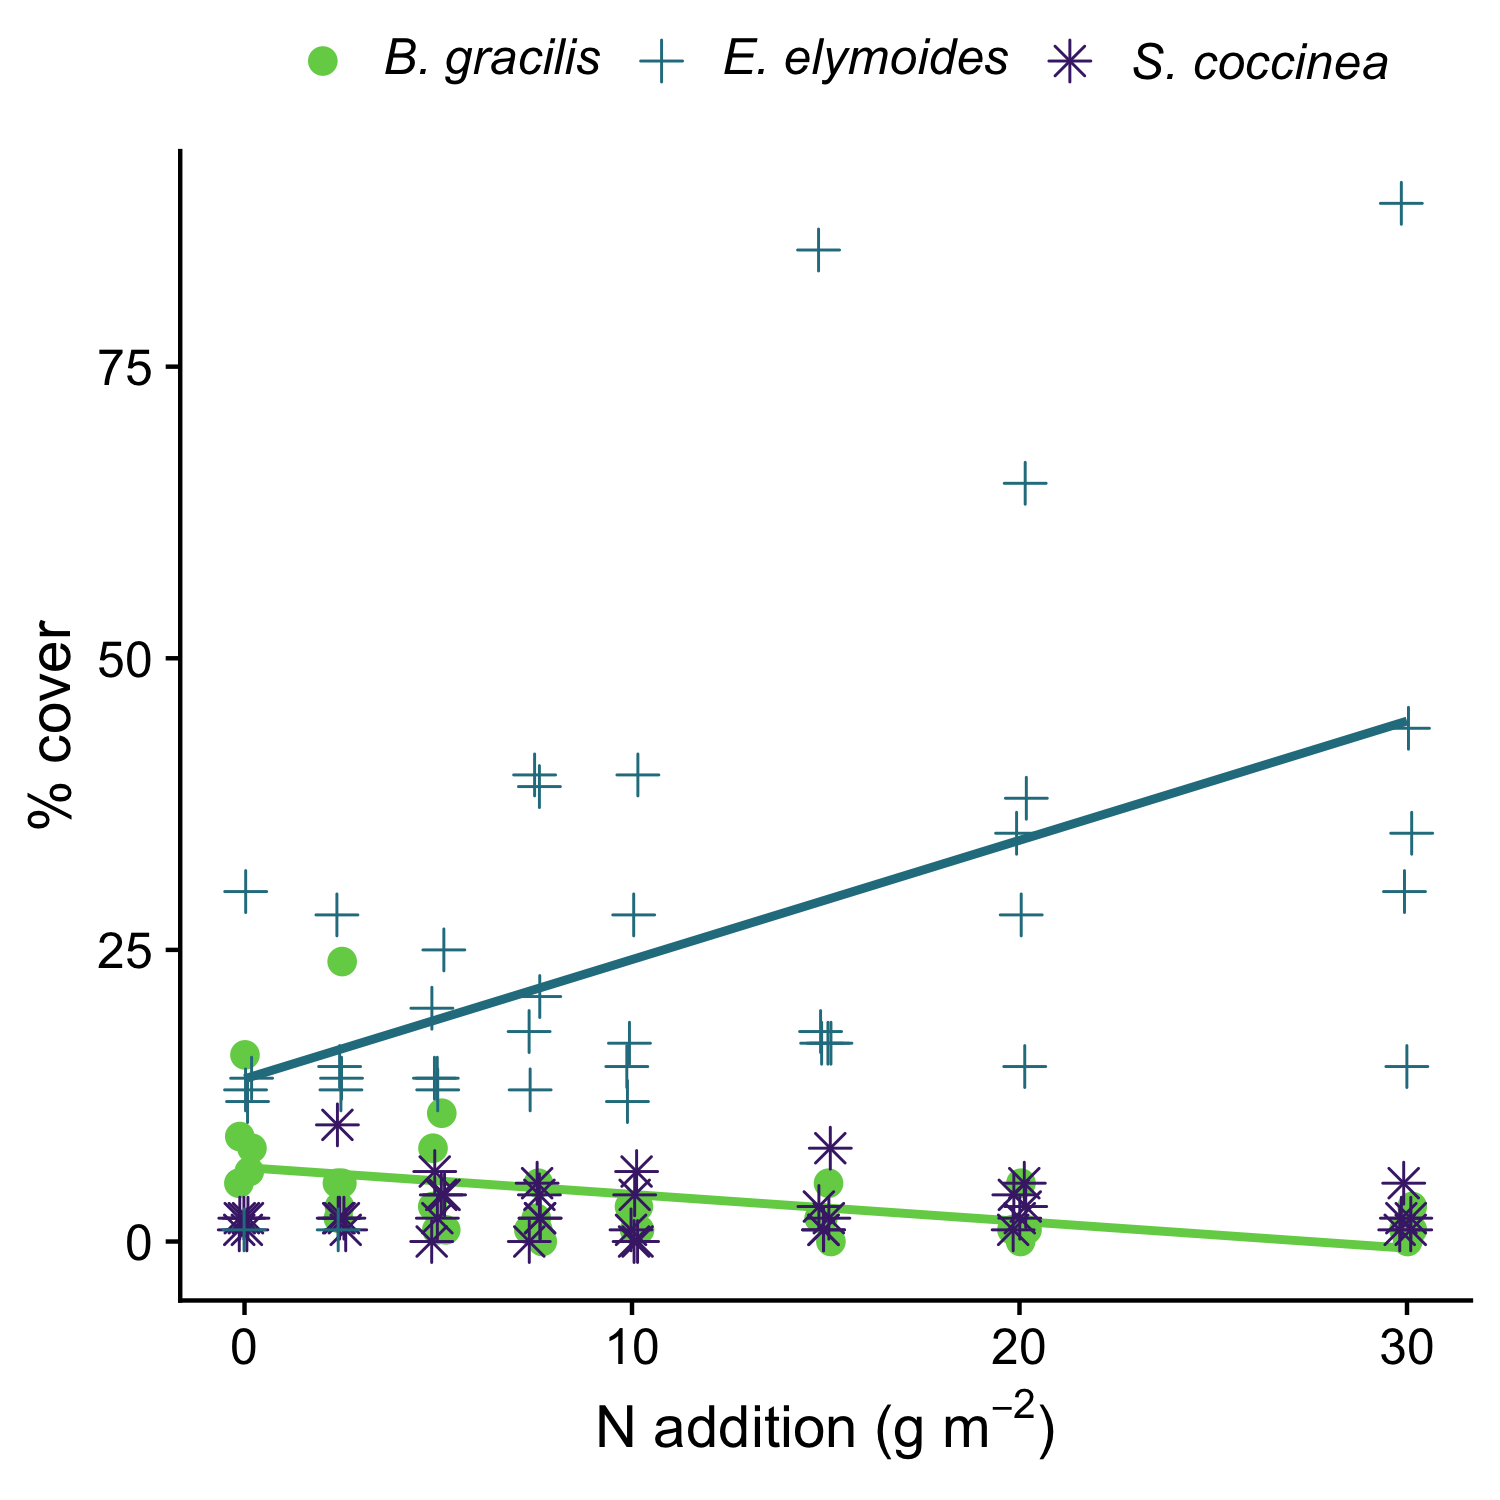 B. gracilis E. elymoides S. coccinea
75
50
25
0
% cover
0 10 20 30
N addition (g m⁻²)